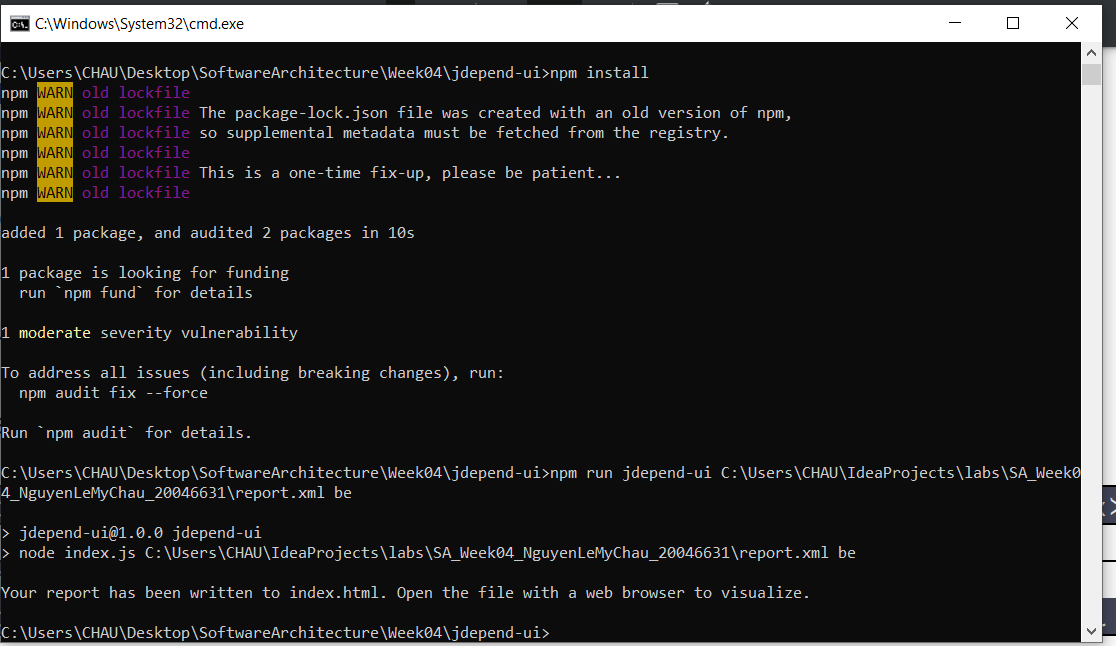 C:\Windows\System32\cmd.exe
C:\Users\CHAU\Desktop\SoftwareArchitecture\Week04\jdepend-ui>npm install
npm WARN old lockfile
npm WARN old lockfile The package-lock.json file was created with an old version of npm,
npm WARN old lockfile so supplemental metadata must be fetched from the registry.
npm WARN old lockfile
npm WARN old lockfile This is a one-time fix-up, please be patient...
npm WARN old lockfile
added 1 package, and audited 2 packages in 10s
1 package is looking for funding
  run `npm fund` for details
1 moderate severity vulnerability
To address all issues (including breaking changes), run:
  npm audit fix --force
Run `npm audit` for details.
C:\Users\CHAU\Desktop\SoftwareArchitecture\Week04\jdepend-ui>npm run jdepend-ui C:\Users\CHAU\IdeaProjects\labs\SA_Week0
4_NguyenLeMyChau_20046631\report.xml be
> jdepend-ui@1.0.0 jdepend-ui
> node index.js C:\Users\CHAU\IdeaProjects\labs\SA_Week04_NguyenLeMyChau_20046631\report.xml be
Your report has been written to index.html. Open the file with a web browser to visualize.
C:\Users\CHAU\Desktop\SoftwareArchitecture\Week04\jdepend-ui>